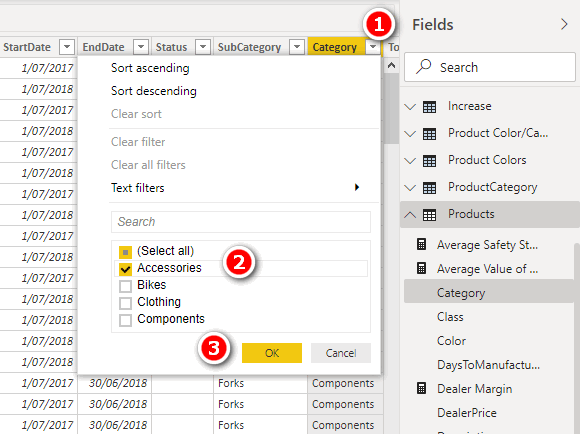 1
StartDate EndDate Status SubCategory Category To
Fields
Search
1/07/2017
1/07/2018
1/07/2018
1/07/2018
1/07/2017
1/07/2018
1/07/2017
1/07/2018
1/07/2017
1/07/2018
1/07/2017
1/07/2018
1/07/2017
1/07/2018
1/07/2017 30/06/2018 Forks Components
1/07/2017 30/06/2018 Forks Components
1/07/2017 30/06/2018 Forks Components
Sort ascending
Sort descending
Clear sort
Clear filter
Clear all filters
Text filters
Search
(Select all)
Accessories
2
Bikes
Clothing
Components
3
OK Cancel
Increase
Product Color/Ca...
Product Colors
ProductCategory
Products
Average Safety St...
Average Value of ...
Category
Class
Color
DaysToManufactu...
Dealer Margin
DealerPrice